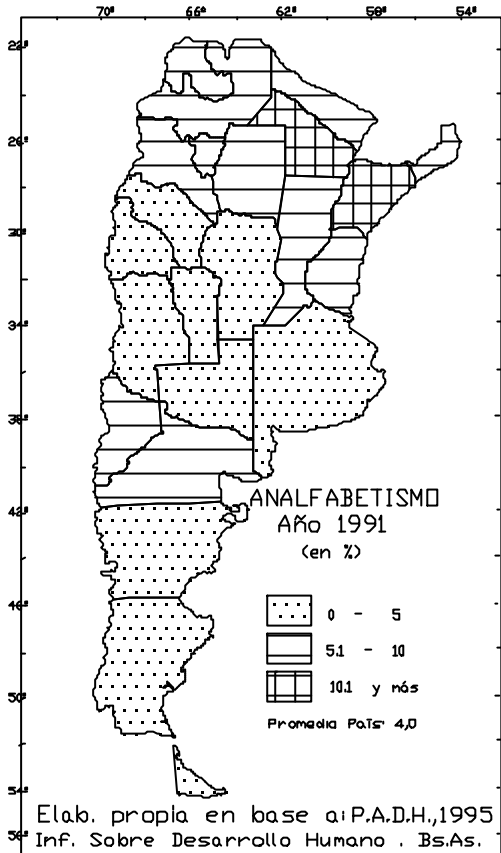 70° 66° 62° 58° 54°
22°
26°
30°
34°
38°
42°
46°
50°
54°
56°
ANALFABETISMO
Año 1991
(en %)
0 - 5
5.1 - 10
10.1 y más
Promedia País: 4,0
Elab. propia en base a: P.A.D.H.,1995
Inf. Sobre Desarrollo Humano . Bs.As.